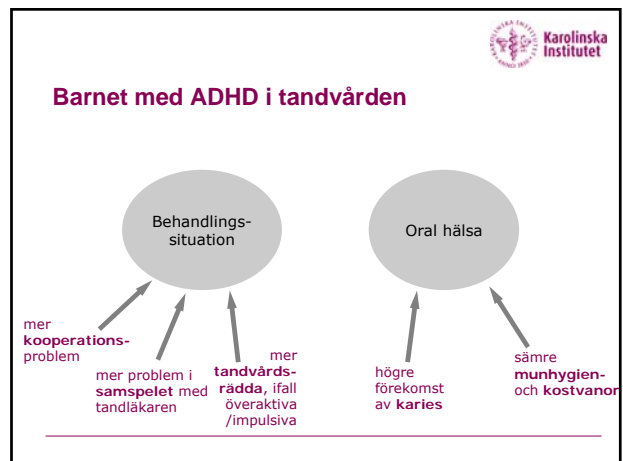 Karolinska
Institutet
Barnet med ADHD i tandvården
Behandlings-
situation
Oral hälsa
mer
kooperations-
problem
mer problem i
samspelet med
tandläkaren
mer
tandvårds-
rädda, ifall
överaktiva
/impulsiva
högre
förekomst
av karies
sämre
munhygien-
och kostvanor